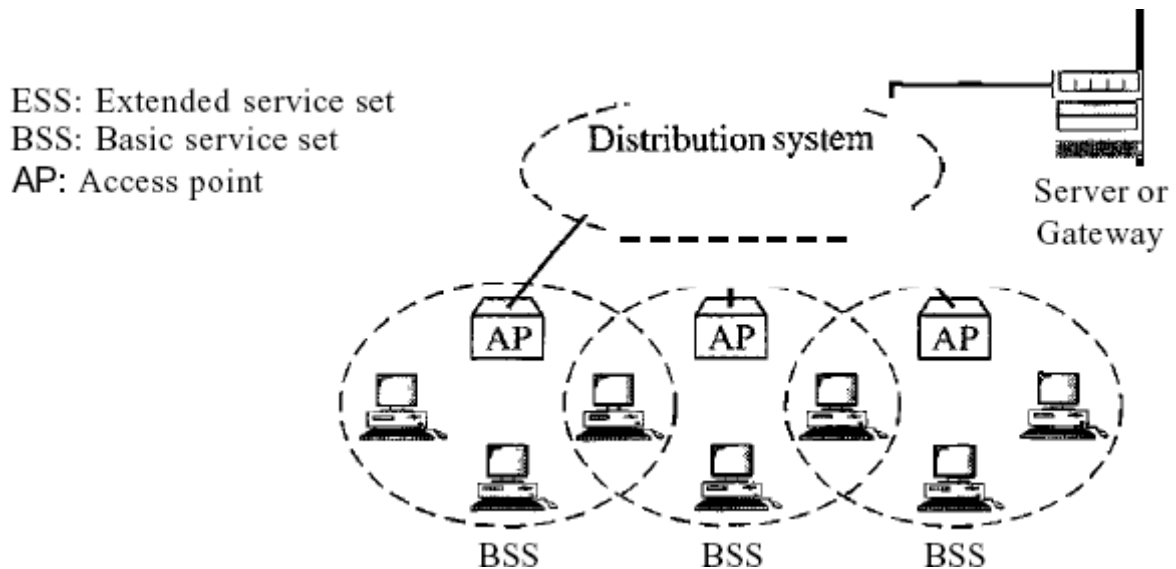 ESS: Extended service set
BSS: Basic service set
AP: Access point
Distribution system
Server or
Gateway
AP
AP
AP
BSS
BSS
BSS